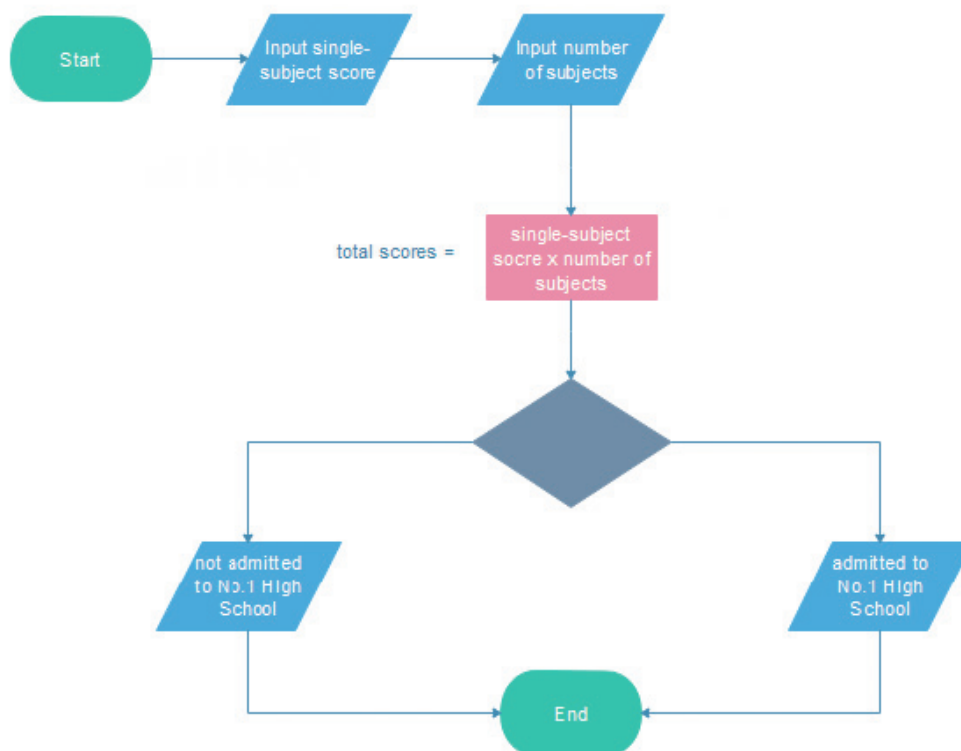 Start
Input single-
subject score
Input number
of subjects
total scores =
single-subject
socre x number of
subjects
not admitted
to No.1 High
School
admitted to
No.1 High
School
End